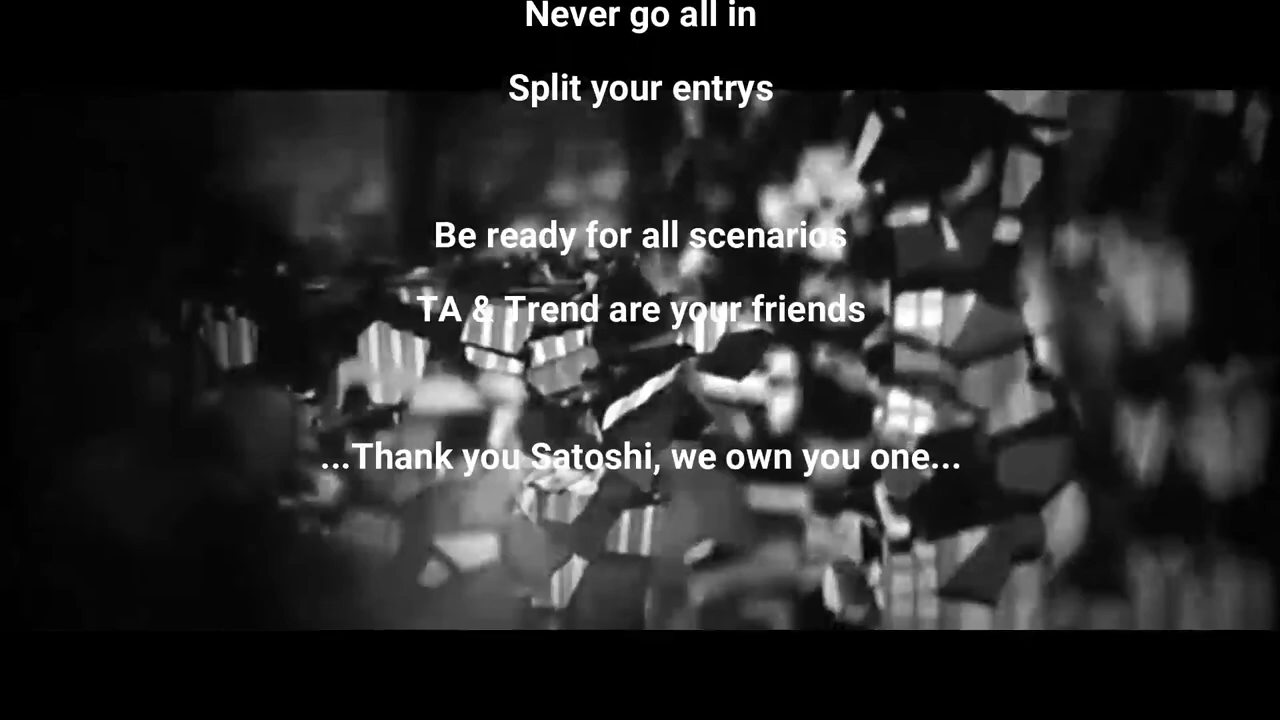 Never go all in
Split your entrys
Be ready for all scenarios
TA & Trend are your friends
...Thank you Satoshi, we own you one...